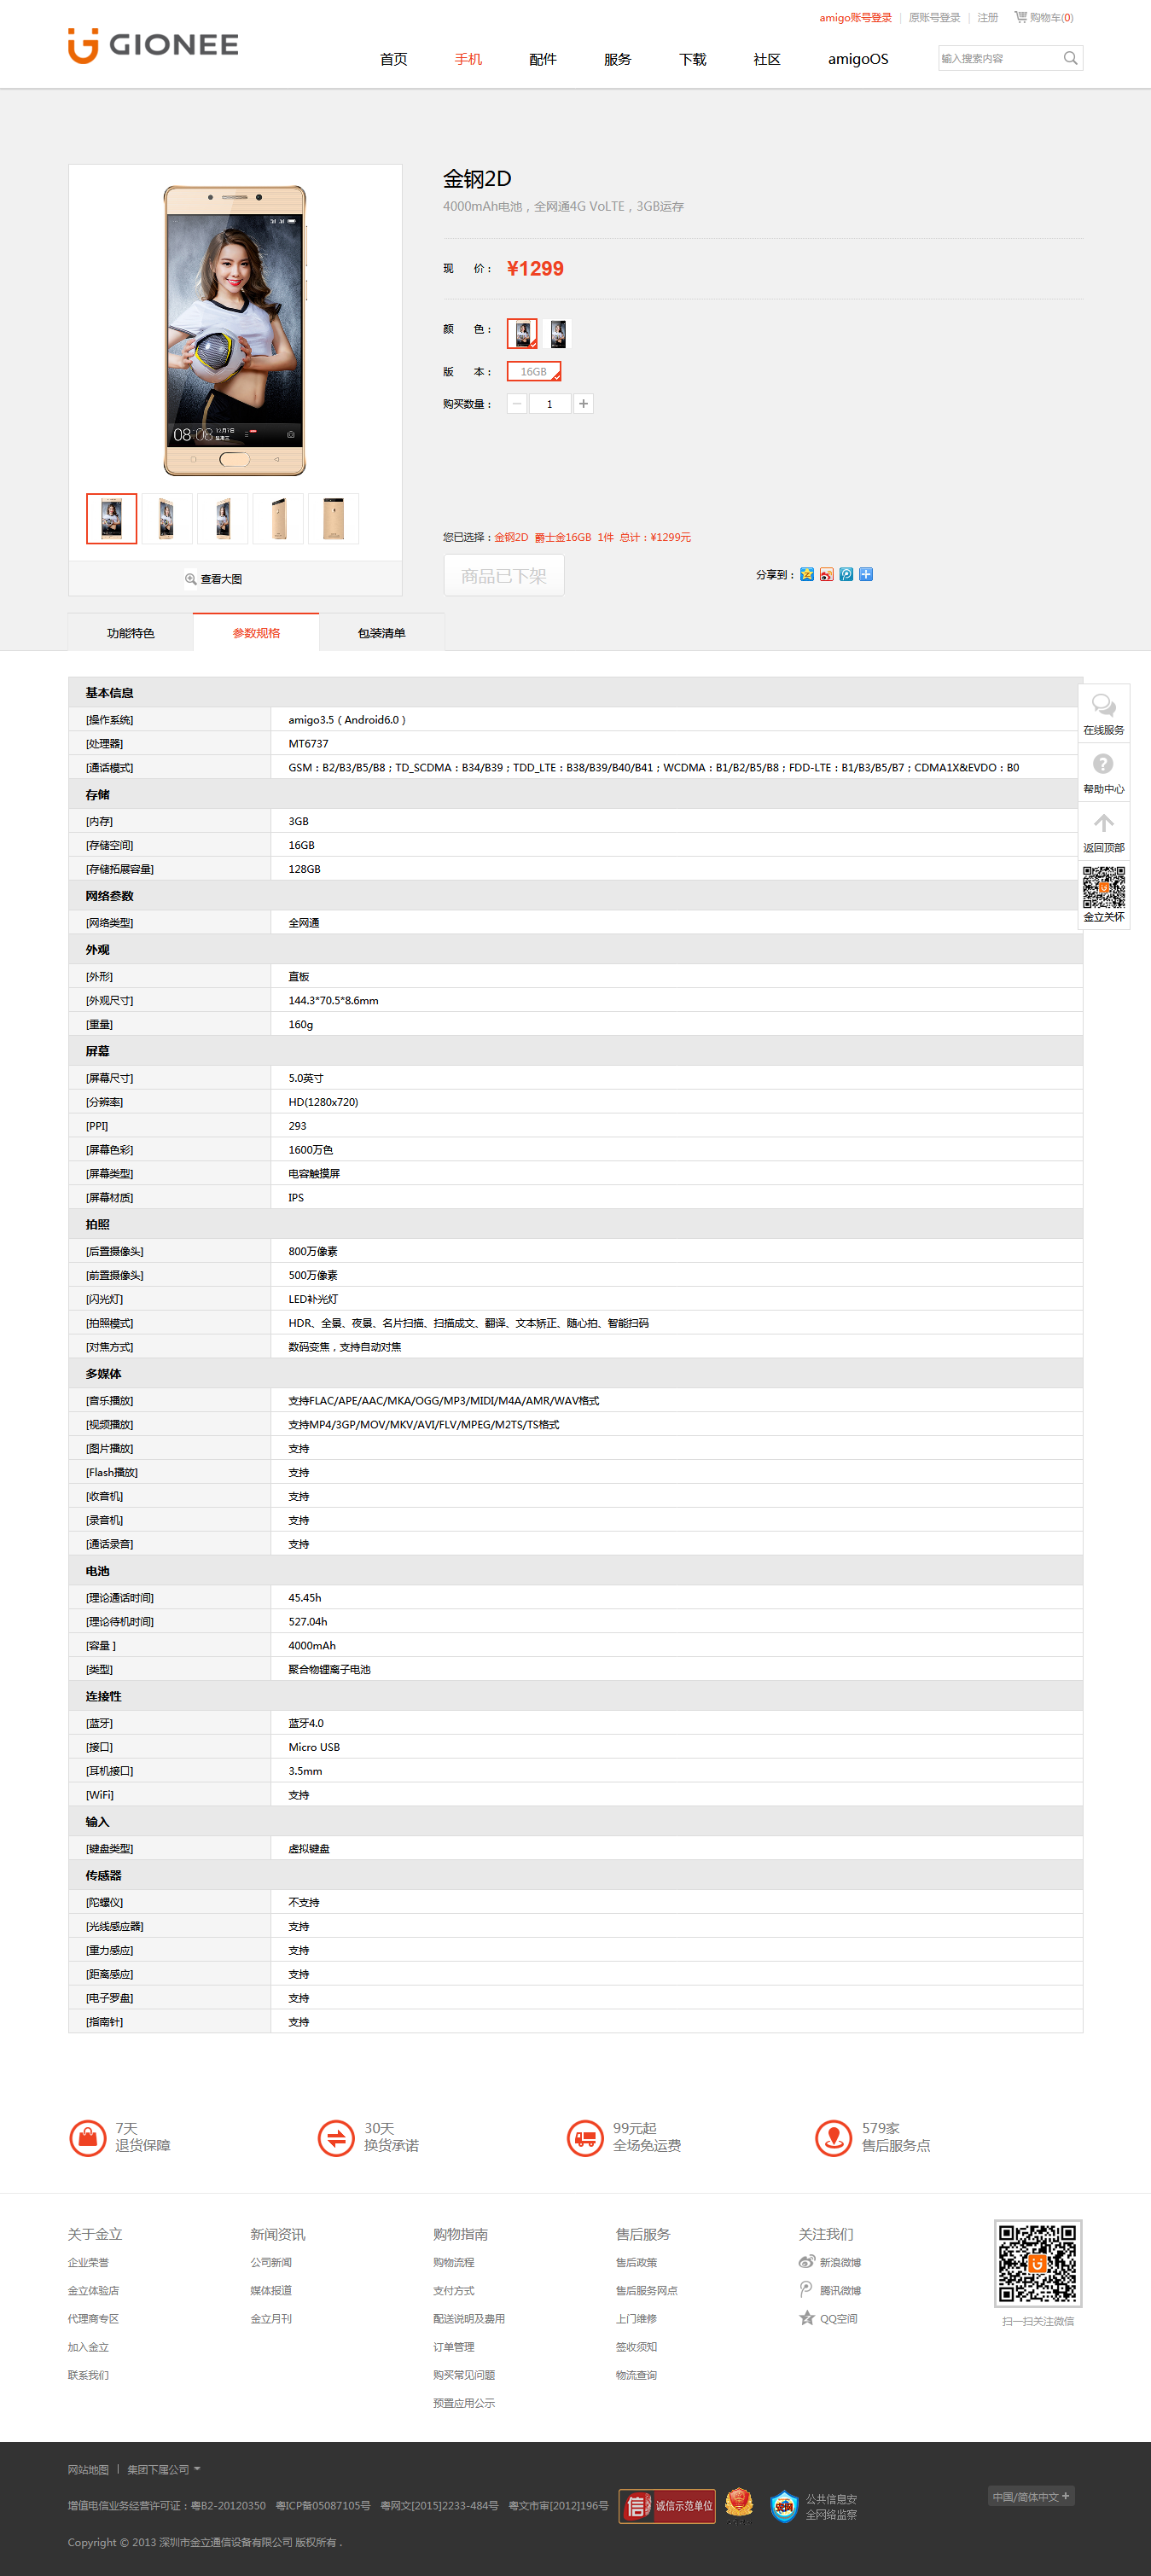 amigo账号登录 | 原账号登录 | 注册 购物车(0)
GIONEE
首页 手机 配件 服务 下载 社区 amigoOS
输入搜索内容
金钢2D
4000mAh电池，全网通4G VoLTE，3GB运存
现 价： ¥1299
颜 色：
版 本： 16GB
购买数量： － 1 ＋
08:08 12月7日
您已选择：金钢2D 爵士金16GB 1件 总计：¥1299元
商品已下架
分享到：
查看大图
功能特色 参数规格 包装清单
基本信息
[操作系统] amigo3.5（Android6.0）
[处理器] MT6737
[通话模式] GSM：B2/B3/B5/B8；TD_SCDMA：B34/B39；TDD_LTE：B38/B39/B40/B41；WCDMA：B1/B2/B5/B8；FDD-LTE：B1/B3/B5/B7；CDMA1X&EVDO：B0
存储
[内存] 3GB
[存储空间] 16GB
[存储拓展容量] 128GB
网络参数
[网络类型] 全网通
外观
[外形] 直板
[外观尺寸] 144.3*70.5*8.6mm
[重量] 160g
屏幕
[屏幕尺寸] 5.0英寸
[分辨率] HD(1280x720)
[PPI] 293
[屏幕色彩] 1600万色
[屏幕类型] 电容触摸屏
[屏幕材质] IPS
拍照
[后置摄像头] 800万像素
[前置摄像头] 500万像素
[闪光灯] LED补光灯
[拍照模式] HDR、全景、夜景、名片扫描、扫描成文、翻译、文本矫正、随心拍、智能扫码
[对焦方式] 数码变焦，支持自动对焦
多媒体
[音乐播放] 支持FLAC/APE/AAC/MKA/OGG/MP3/MIDI/M4A/AMR/WAV格式
[视频播放] 支持MP4/3GP/MOV/MKV/AVI/FLV/MPEG/M2TS/TS格式
[图片播放] 支持
[Flash播放] 支持
[收音机] 支持
[录音机] 支持
[通话录音] 支持
电池
[理论通话时间] 45.45h
[理论待机时间] 527.04h
[容量 ] 4000mAh
[类型] 聚合物锂离子电池
连接性
[蓝牙] 蓝牙4.0
[接口] Micro USB
[耳机接口] 3.5mm
[WiFi] 支持
输入
[键盘类型] 虚拟键盘
传感器
[陀螺仪] 不支持
[光线感应器] 支持
[重力感应] 支持
[距离感应] 支持
[电子罗盘] 支持
[指南针] 支持
在线服务
帮助中心
返回顶部
金立关怀
7天 30天 99元起 579家
退货保障 换货承诺 全场免运费 售后服务点
关于金立 新闻资讯 购物指南 售后服务 关注我们
企业荣誉 公司新闻 购物流程 售后政策 新浪微博
金立体验店 媒体报道 支付方式 售后服务网点 腾讯微博
代理商专区 金立月刊 配送说明及费用 上门维修 QQ空间
扫一扫关注微信
加入金立 订单管理 签收须知
联系我们 购买常见问题 物流查询
预置应用公示
网站地图 | 集团下属公司
增值电信业务经营许可证：粤B2-20120350 粤ICP备05087105号 粤网文[2015]2233-484号 粤文市审[2012]196号
信 诚信示范单位
公共信息安
全网络监察
中国/简体中文 +
Copyright © 2013 深圳市金立通信设备有限公司 版权所有 .